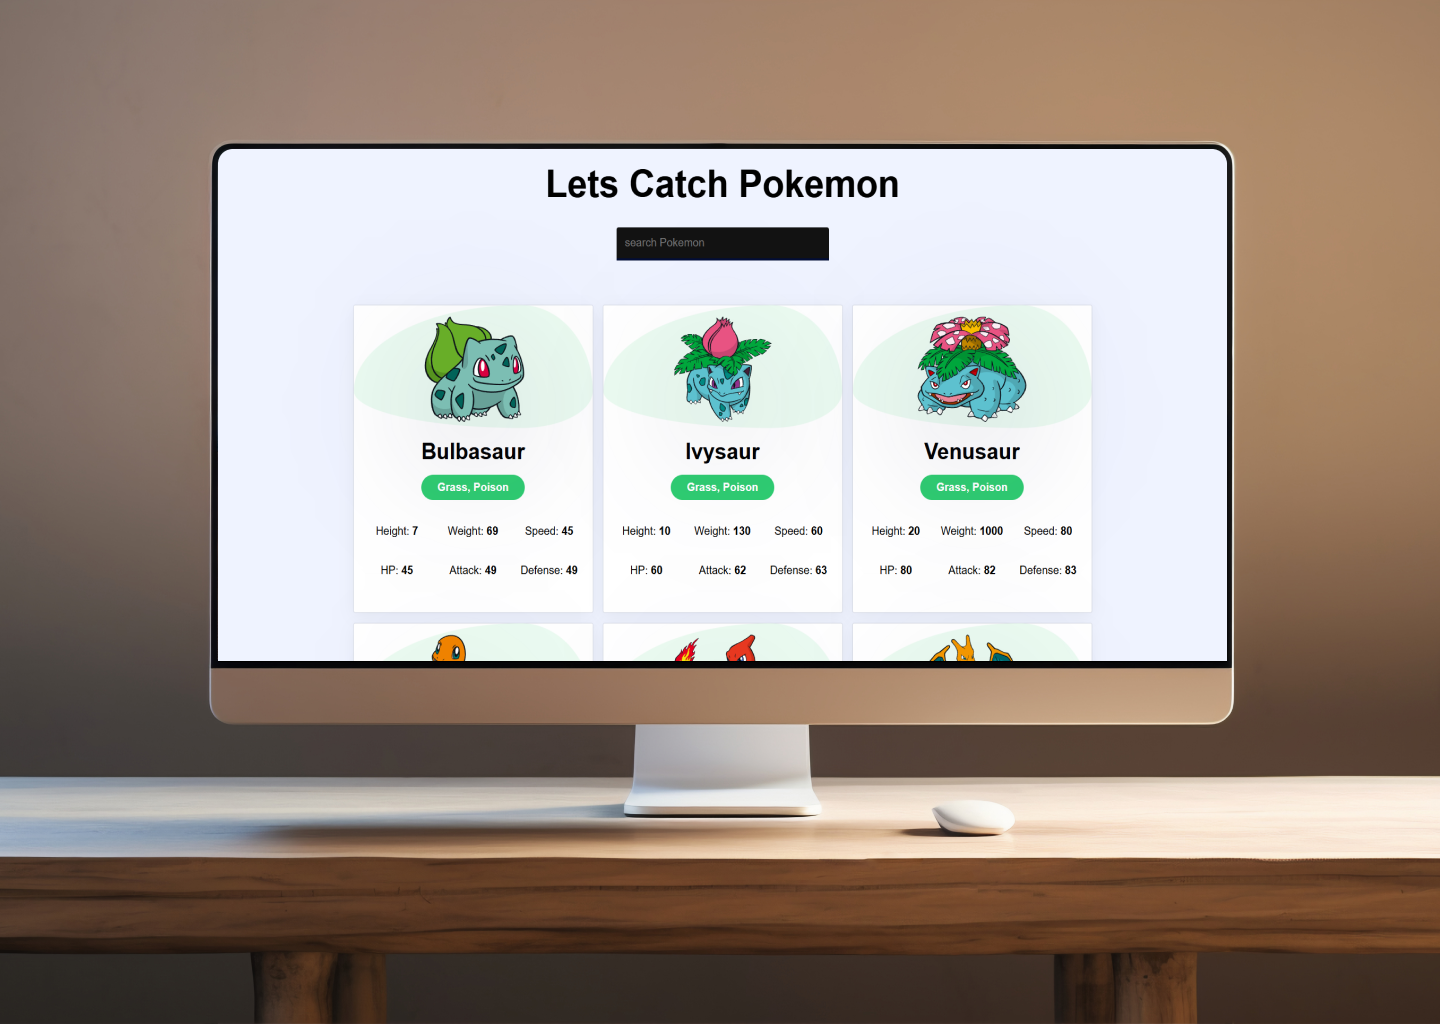 Lets Catch Pokemon
search Pokemon
Bulbasaur
Grass, Poison
Height: 7 Weight: 69 Speed: 45
HP: 45 Attack: 49 Defense: 49
Ivysaur
Grass, Poison
Height: 10 Weight: 130 Speed: 60
HP: 60 Attack: 62 Defense: 63
Venusaur
Grass, Poison
Height: 20 Weight: 1000 Speed: 80
HP: 80 Attack: 82 Defense: 83